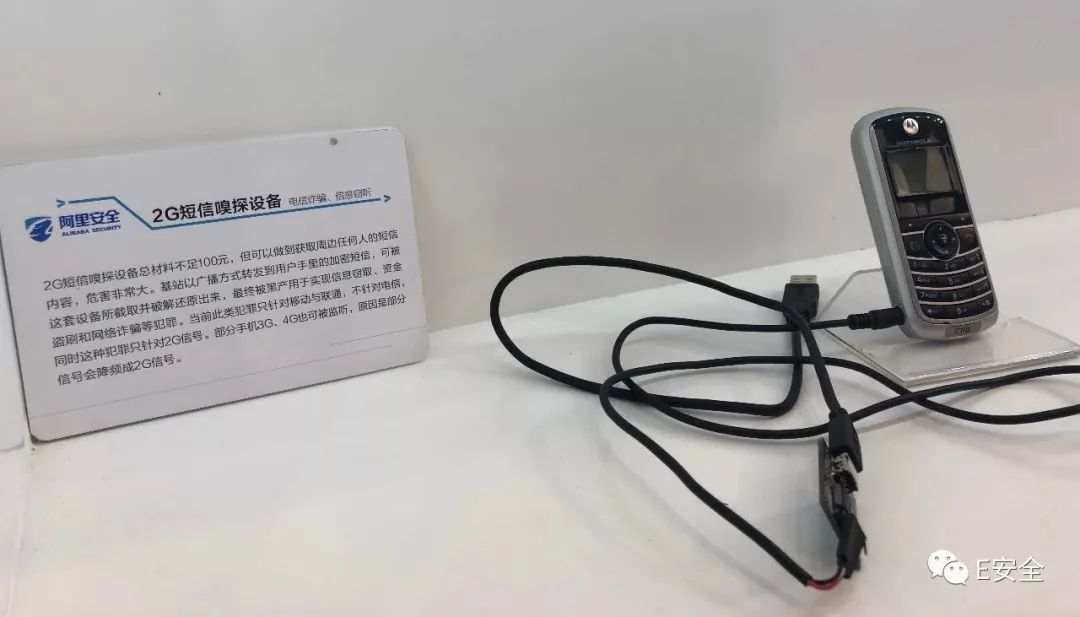 阿里安全
ALIBABA SECURITY
2G短信嗅探设备 电信诈骗、信息窃听
2G短信嗅探设备总材料不足100元，但可以做到获取周边任何人的短信
内容，危害非常大。基站以广播方式转发到用户手里的加密短信，可被
这套设备所截取并破解还原出来，最终被黑产用于实现信息窃取、资金
盗刷和网络诈骗等犯罪。当前此类犯罪只针对移动与联通，不针对电信，
同时这种犯罪只针对2G信号。部分手机3G、4G也可被监听，原因是部分
信号会降频成2G信号。
MOTOROLA
C118
E安全